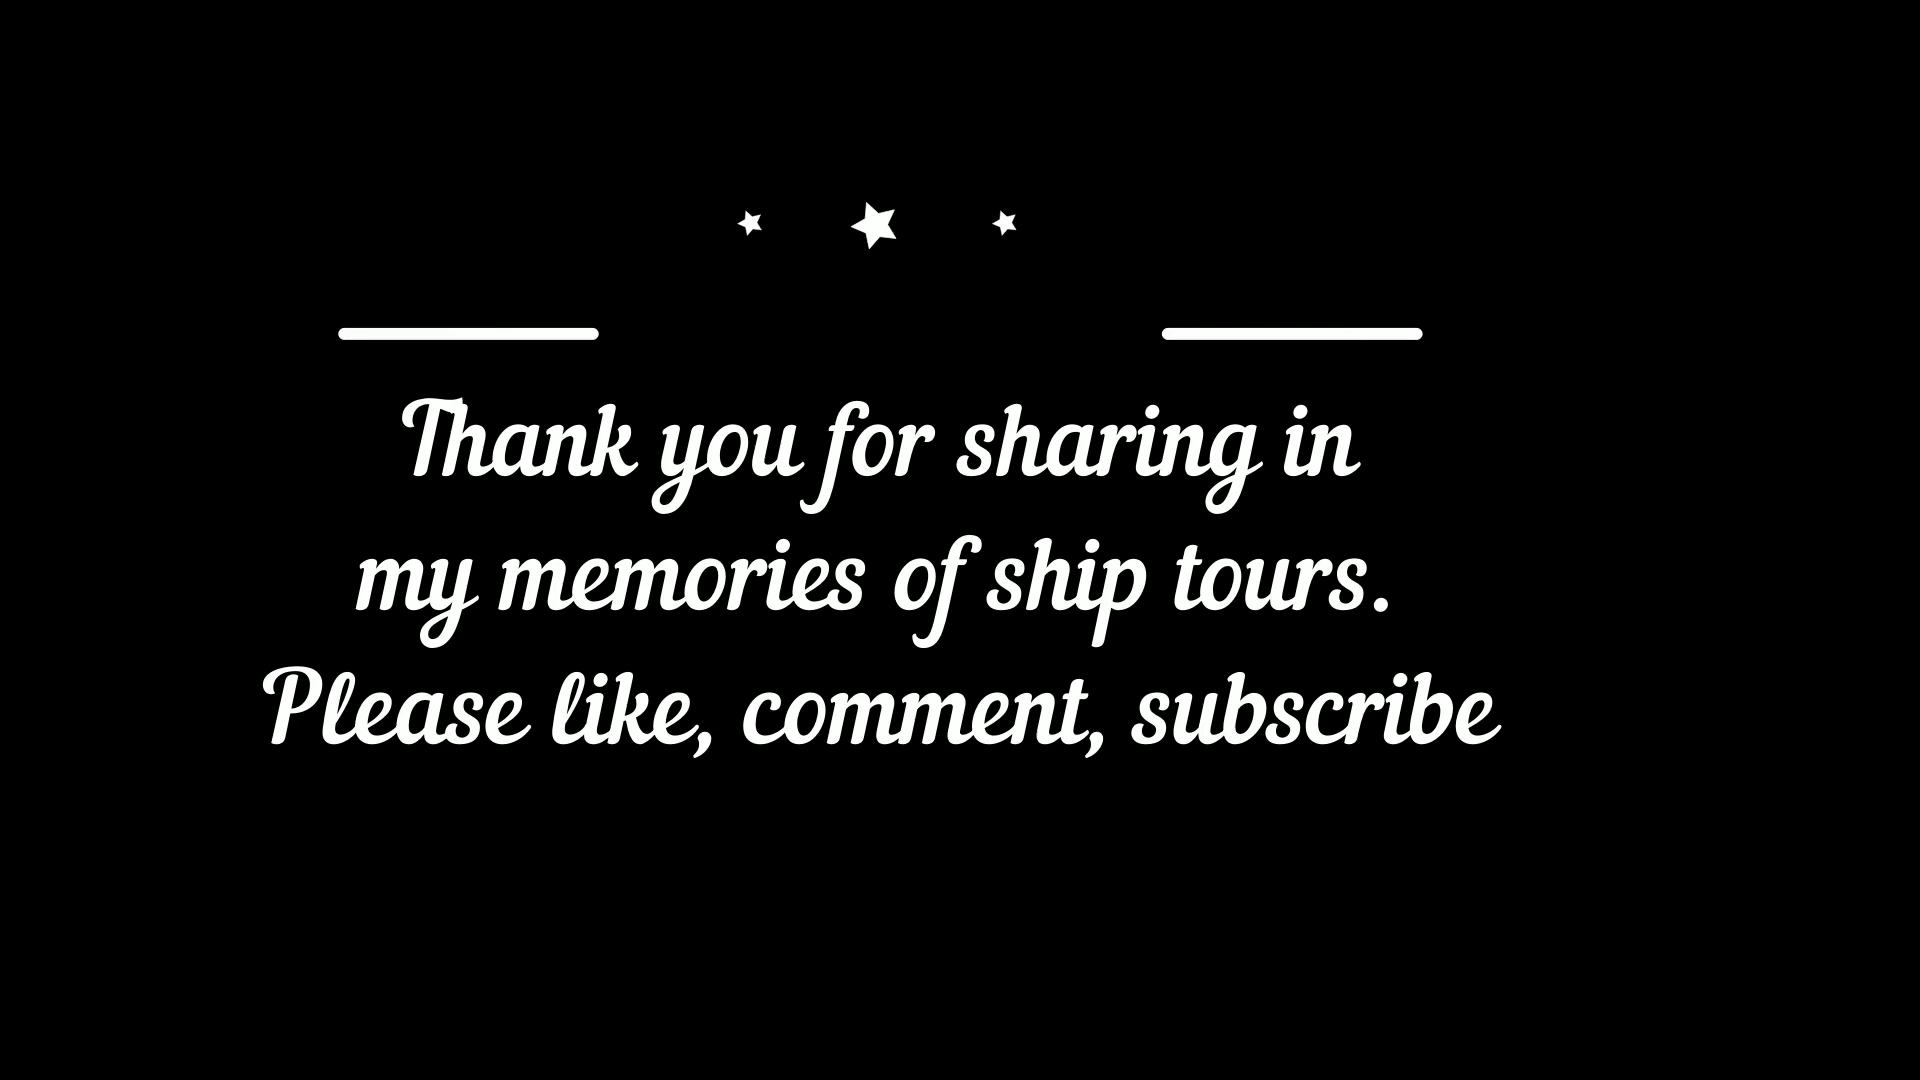 Thank you for sharing in
my memories of ship tours.
Please like, comment, subscribe